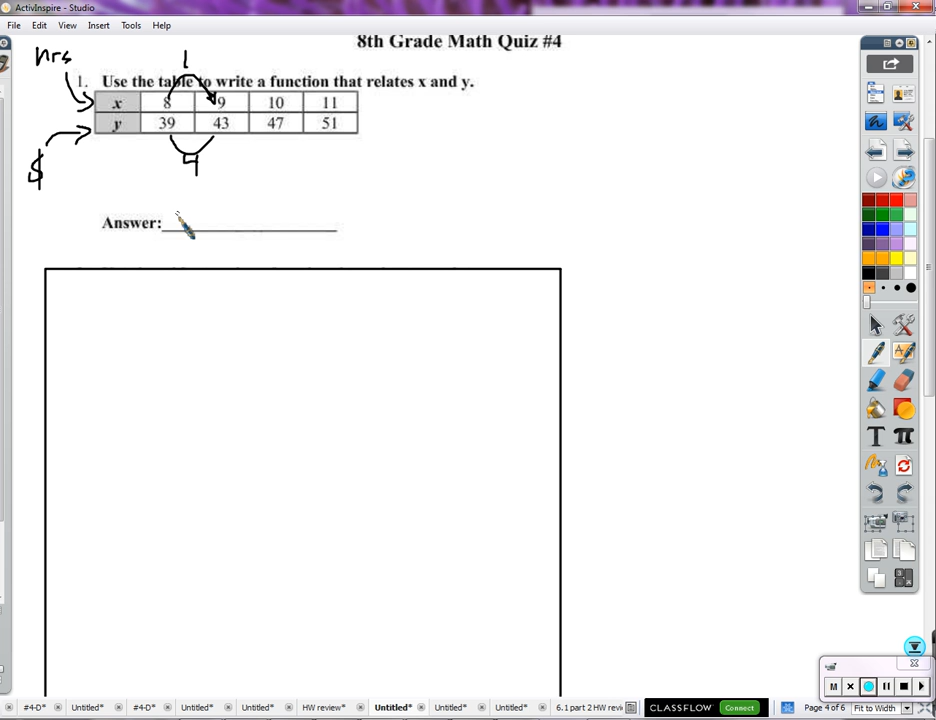 ActivInspire - Studio
File Edit View Insert Tools Help
8th Grade Math Quiz #4
hrs
1
1. Use the table to write a function that relates x and y.
x 8 9 10 11
y 39 43 47 51
$
4
Answer:
#4-D* Untitled* #4-D* Untitled* Untitled* Untitled* HW review* Untitled* Untitled* Untitled* 6.1 part 2 HW revi
CLASSFLOW Connect
Page 4 of 6 Fit to Width